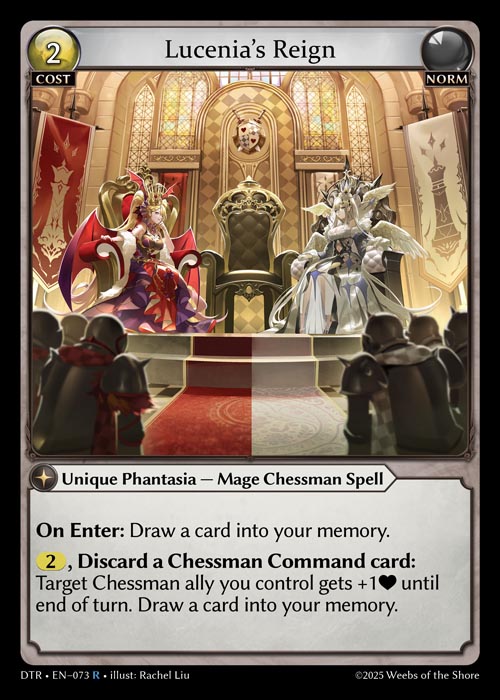 2
Lucenia's Reign
COST
NORM
Unique Phantasia — Mage Chessman Spell
On Enter: Draw a card into your memory.
2, Discard a Chessman Command card:
Target Chessman ally you control gets +1♥ until
end of turn. Draw a card into your memory.
DTR • EN-073 R • illust: Rachel Liu
©2025 Weebs of the Shore